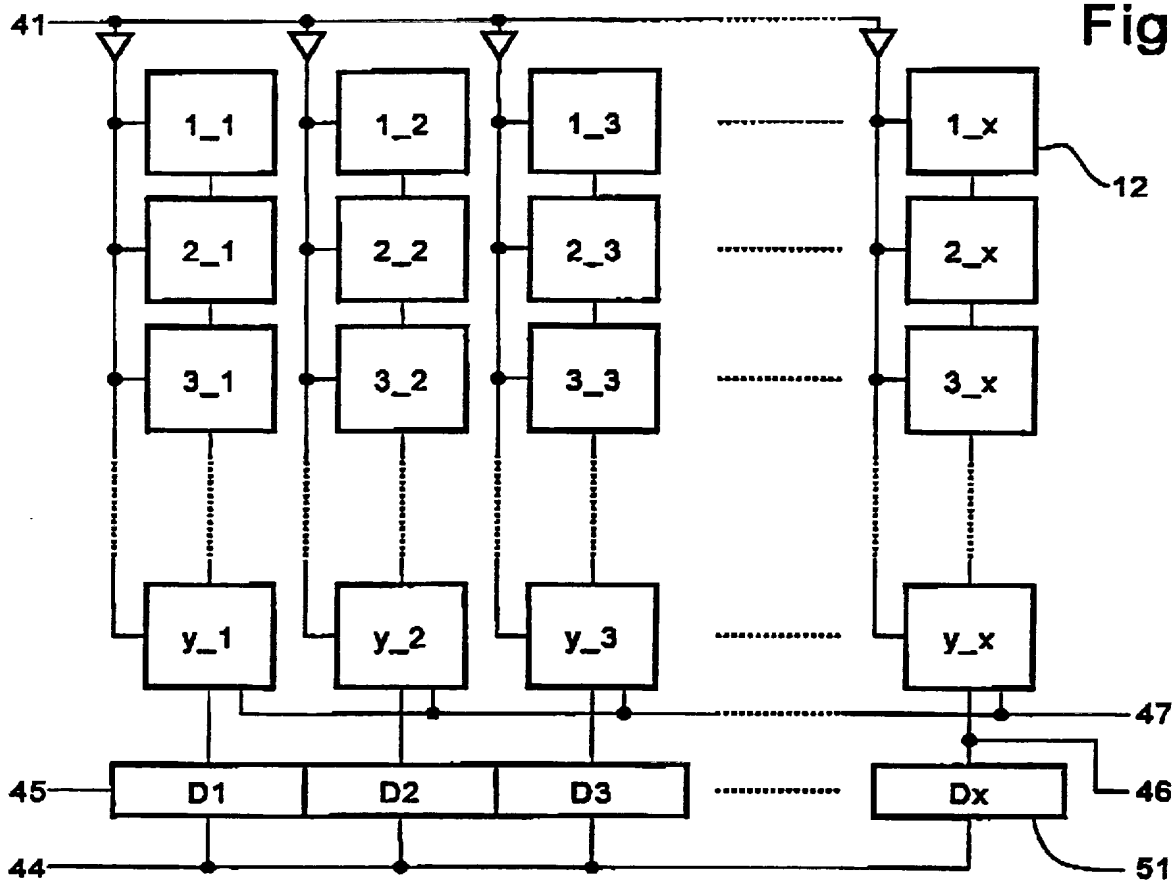 41
Fig
1_1 1_2 1_3 1_x
12
2_1 2_2 2_3 2_x
3_1 3_2 3_3 3_x
y_1 y_2 y_3 y_x
47
45 D1 D2 D3 Dx 46
44 51